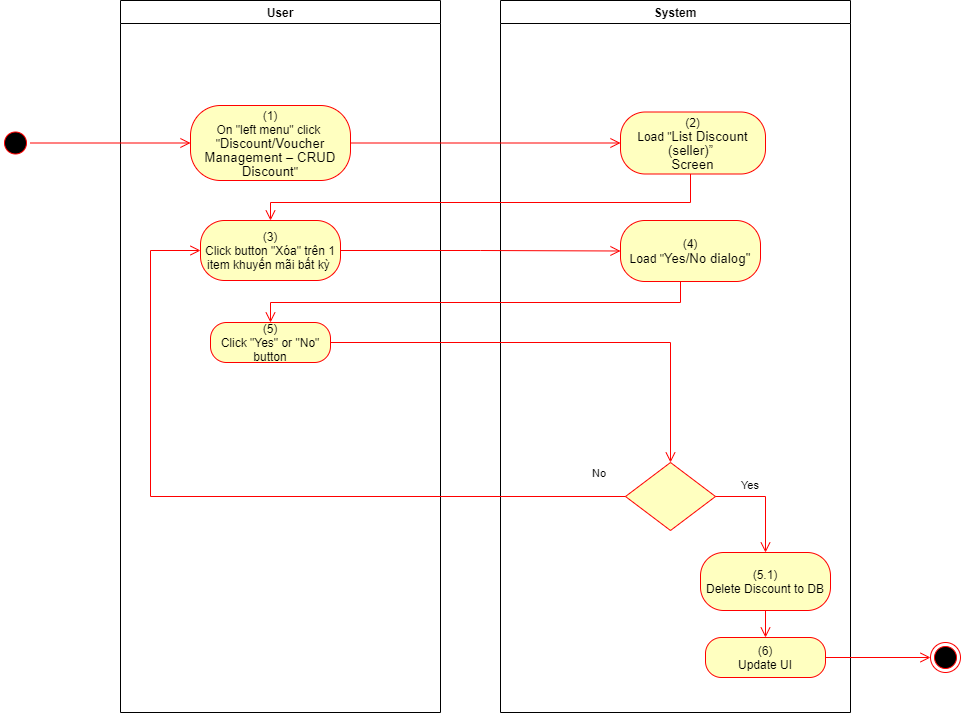 User
System
(1)
On "left menu" click
"Discount/Voucher
Management – CRUD
Discount"
(2)
Load "List Discount
(seller)”
Screen
(3)
Click button "Xóa" trên 1
item khuyến mãi bất kỳ
(4)
Load "Yes/No dialog"
(5)
Click "Yes" or "No"
button
No
Yes
(5.1)
Delete Discount to DB
(6)
Update UI